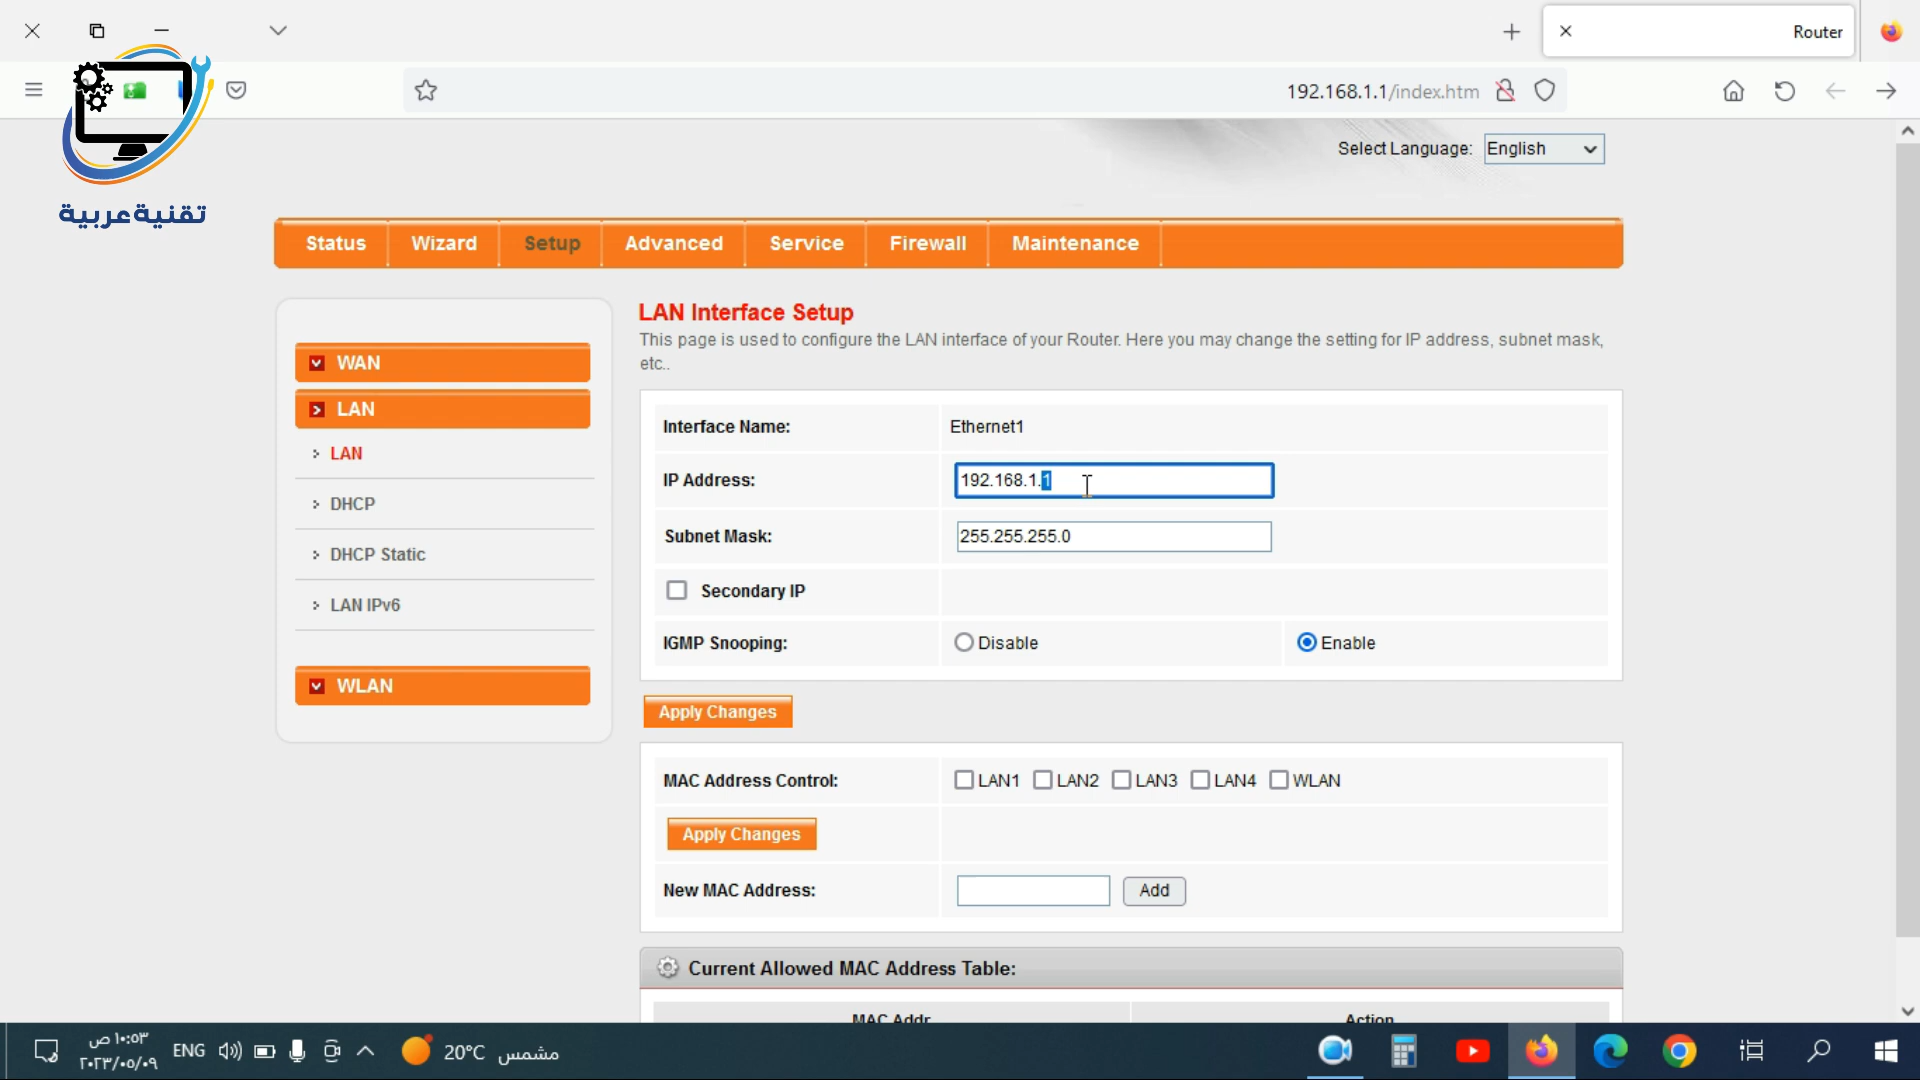 Router
192.168.1.1/index.htm
تقنية عربية
Select Language: English
Status Wizard Setup Advanced Service Firewall Maintenance
WAN
LAN
LAN
DHCP
DHCP Static
LAN IPv6
WLAN
LAN Interface Setup
This page is used to configure the LAN interface of your Router. Here you may change the setting for IP address, subnet mask,
etc..
Interface Name: Ethernet1
IP Address: 192.168.1.1
Subnet Mask: 255.255.255.0
Secondary IP
IGMP Snooping: Disable Enable
Apply Changes
MAC Address Control: LAN1 LAN2 LAN3 LAN4 WLAN
Apply Changes
New MAC Address: Add
Current Allowed MAC Address Table:
MAC Addr Action
١٠:٥٣ ص
٢٠٢٣/٠٥/٠٩
ENG
20°C مشمس